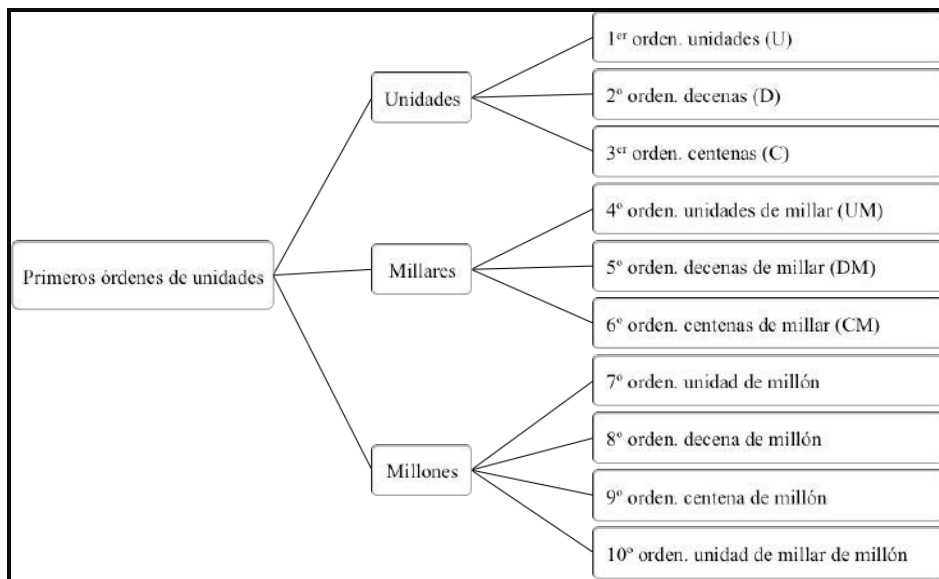 Primeros órdenes de unidades
Unidades
1er orden. unidades (U)
2º orden. decenas (D)
3er orden. centenas (C)
Millares
4º orden. unidades de millar (UM)
5º orden. decenas de millar (DM)
6º orden. centenas de millar (CM)
Millones
7º orden. unidad de millón
8º orden. decena de millón
9º orden. centena de millón
10º orden. unidad de millar de millón